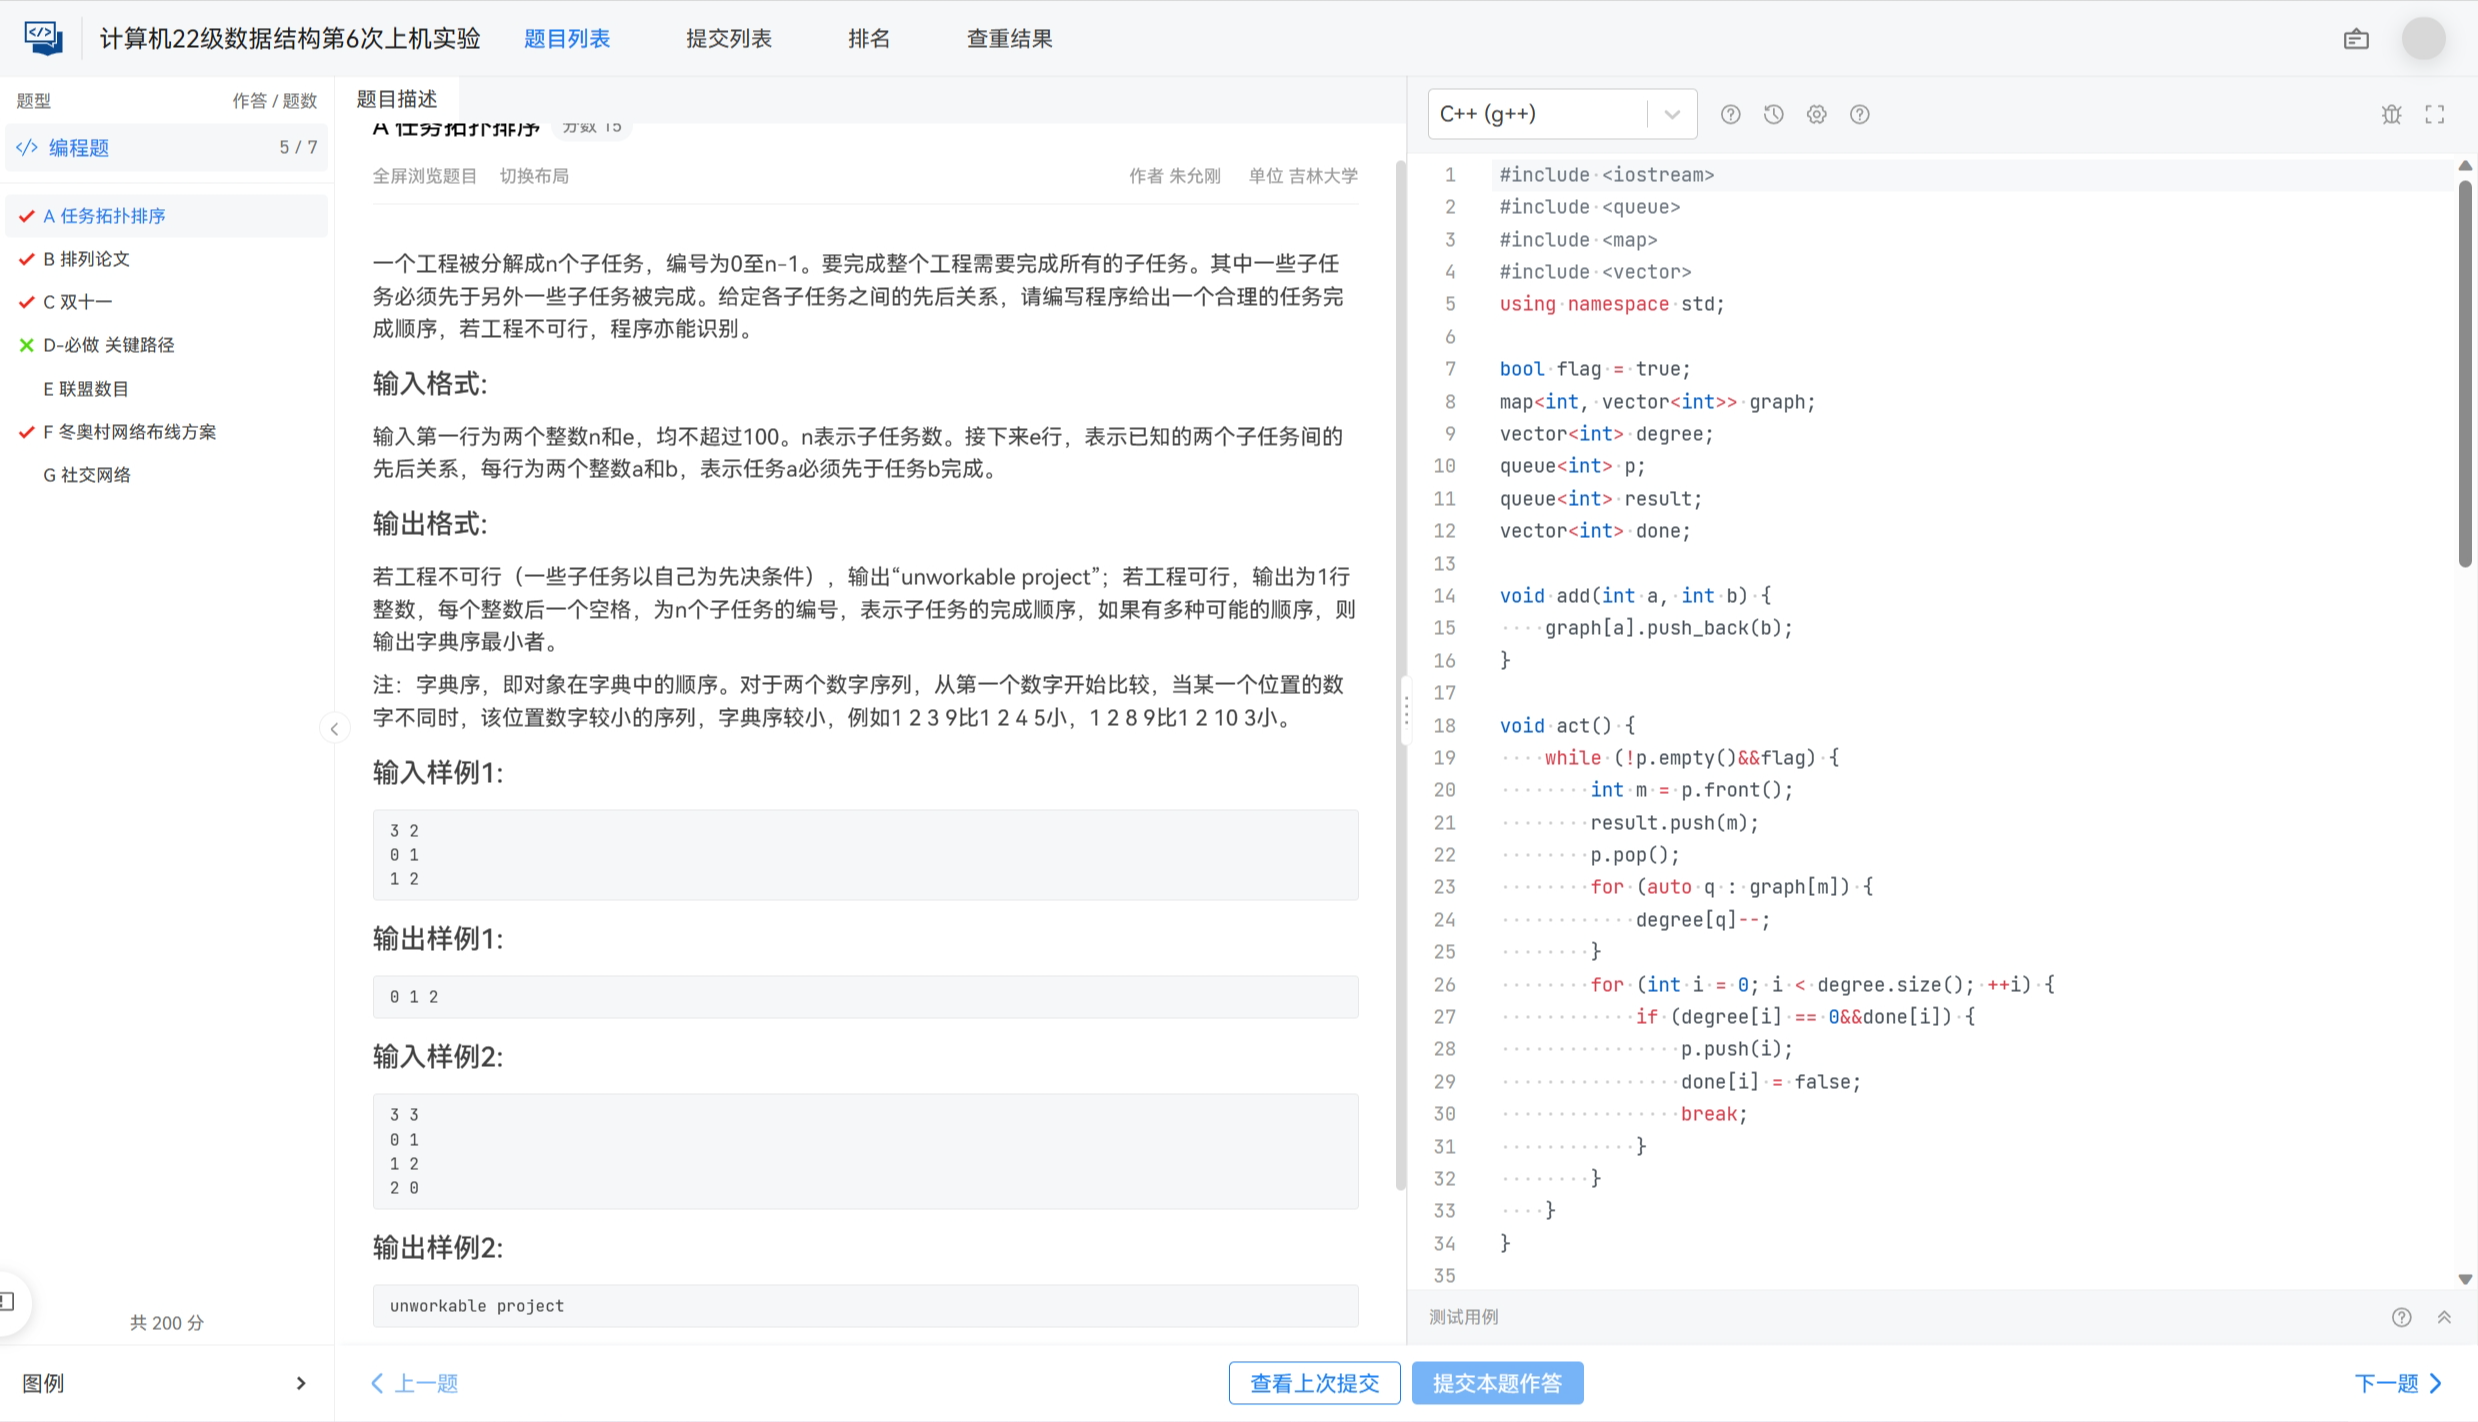 计算机22级数据结构第6次上机实验
题目列表
提交列表
排名
查重结果
题型
作答 / 题数
</> 编程题
5 / 7
A 任务拓扑排序
B 排列论文
C 双十一
D-必做 关键路径
E 联盟数目
F 冬奥村网络布线方案
G 社交网络
共 200 分
图例
题目描述
A 任务拓扑排序
分数 15
全屏浏览题目
切换布局
作者 朱允刚
单位 吉林大学
一个工程被分解成n个子任务，编号为0至n-1。要完成整个工程需要完成所有的子任务。其中一些子任
务必须先于另外一些子任务被完成。给定各子任务之间的先后关系，请编写程序给出一个合理的任务完
成顺序，若工程不可行，程序亦能识别。
输入格式:
输入第一行为两个整数n和e，均不超过100。n表示子任务数。接下来e行，表示已知的两个子任务间的
先后关系，每行为两个整数a和b，表示任务a必须先于任务b完成。
输出格式:
若工程不可行（一些子任务以自己为先决条件），输出“unworkable project”；若工程可行，输出为1行
整数，每个整数后一个空格，为n个子任务的编号，表示子任务的完成顺序，如果有多种可能的顺序，则
输出字典序最小者。
注：字典序，即对象在字典中的顺序。对于两个数字序列，从第一个数字开始比较，当某一个位置的数
字不同时，该位置数字较小的序列，字典序较小，例如1 2 3 9比1 2 4 5小，1 2 8 9比1 2 10 3小。
输入样例1:
3 2
0 1
1 2
输出样例1:
0 1 2
输入样例2:
3 3
0 1
1 2
2 0
输出样例2:
unworkable project
上一题
查看上次提交
提交本题作答
下一题
C++ (g++)
1 #include <iostream>
2 #include <queue>
3 #include <map>
4 #include <vector>
5 using namespace std;
6
7 bool flag = true;
8 map<int, vector<int>> graph;
9 vector<int> degree;
10 queue<int> p;
11 queue<int> result;
12 vector<int> done;
13
14 void add(int a, int b) {
15     graph[a].push_back(b);
16 }
17
18 void act() {
19     while (!p.empty()&&flag) {
20         int m = p.front();
21         result.push(m);
22         p.pop();
23         for (auto q : graph[m]) {
24             degree[q]--;
25         }
26         for (int i = 0; i < degree.size(); ++i) {
27             if (degree[i] == 0&&done[i]) {
28                 p.push(i);
29                 done[i] = false;
30                 break;
31             }
32         }
33     }
34 }
35
测试用例